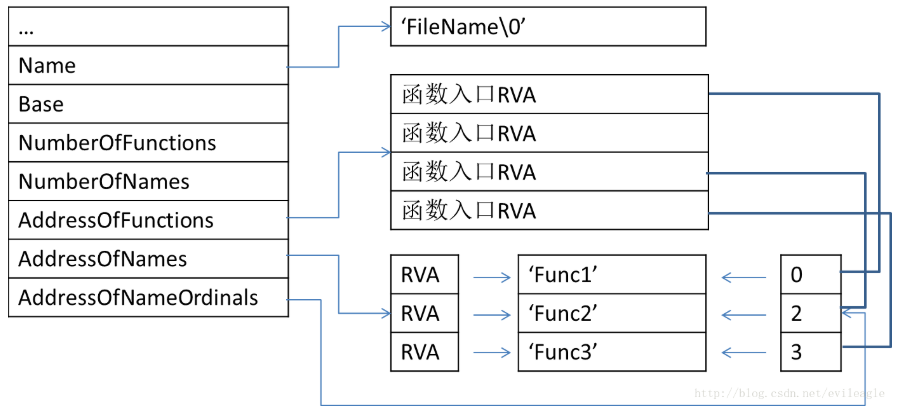 …
Name
Base
NumberOfFunctions
NumberOfNames
AddressOfFunctions
AddressOfNames
AddressOfNameOrdinals
‘FileName\0’
函数入口RVA
函数入口RVA
函数入口RVA
函数入口RVA
RVA ‘Func1’ 0
RVA ‘Func2’ 2
RVA ‘Func3’ 3
http://blog.csdn.net/evileagle